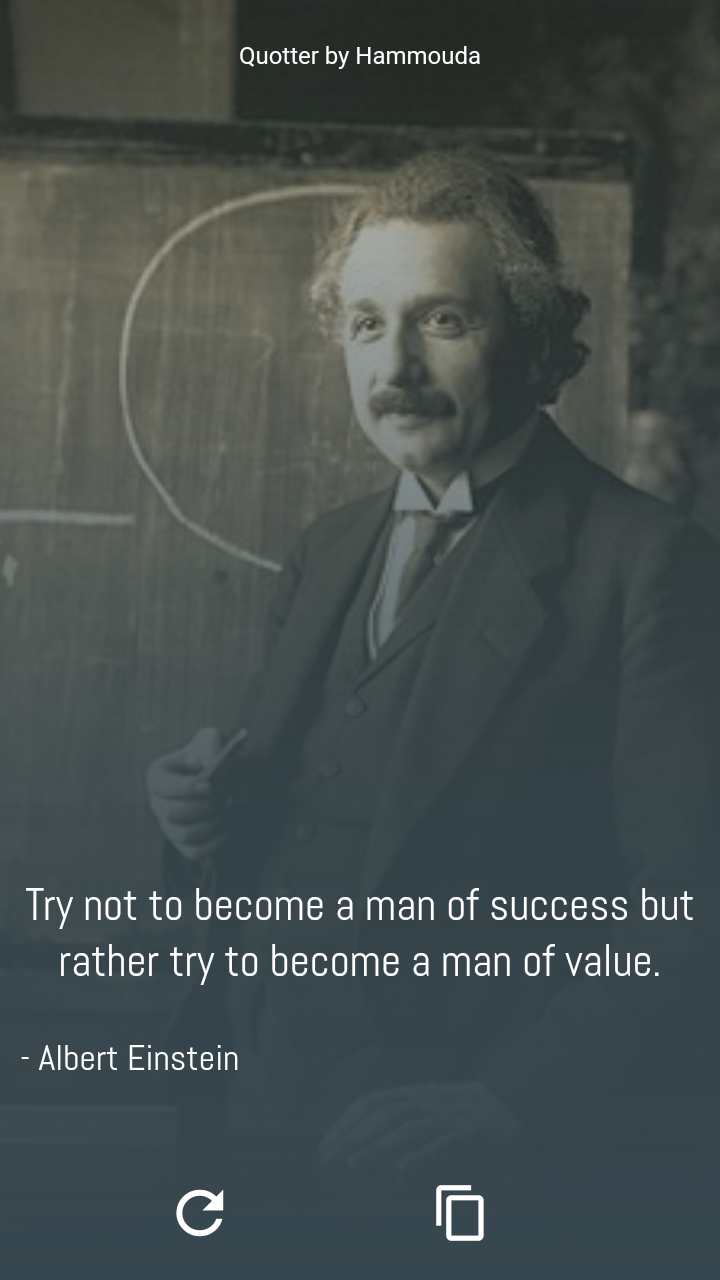 Quotter by Hammouda
Try not to become a man of success but
rather try to become a man of value.
- Albert Einstein